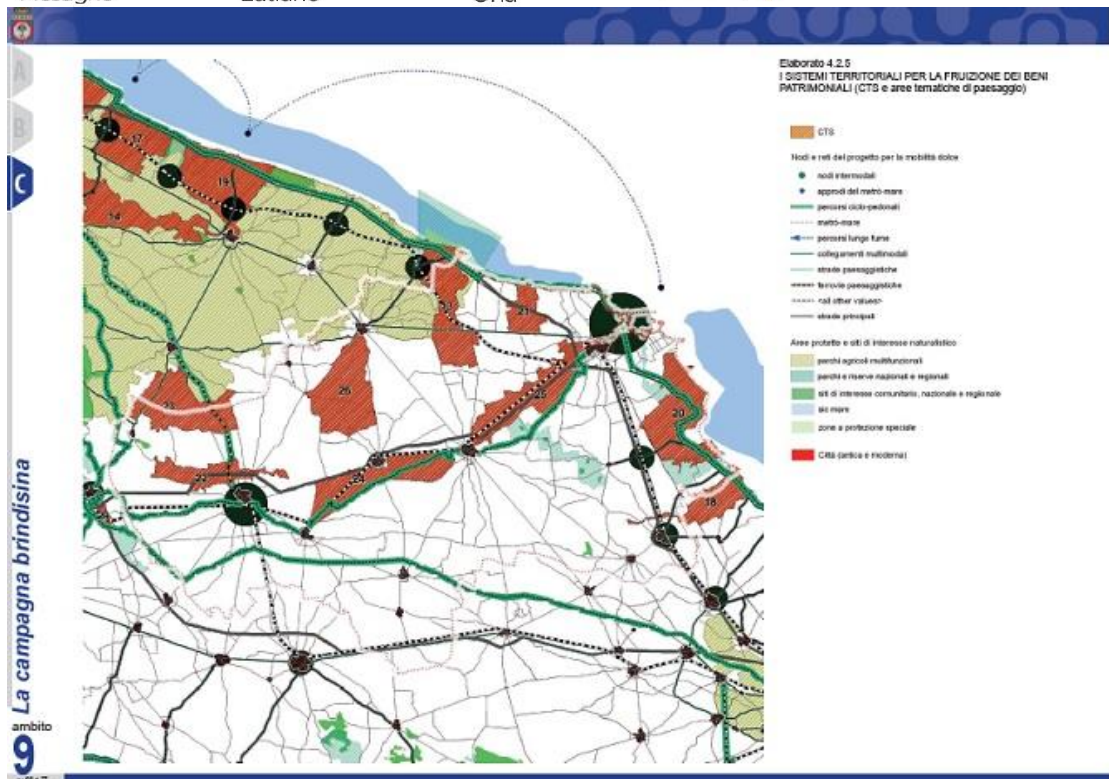 Latiano
A
B
C
La campagna brindisina
ambito
9
Elaborato 4.2.5
I SISTEMI TERRITORIALI PER LA FRUIZIONE DEI BENI
PATRIMONIALI (CTS e aree tematiche di paesaggio)
CTS
Nodi e reti del progetto per la mobilità dolce
nodi intermodali
approdi del metrò-mare
percorsi ciclo-pedonali
metrò-mare
percorsi lungo fiume
collegamenti multimodali
strade paesaggistiche
ferrovie paesaggistiche
<all other values>
strade principali
Aree protette e siti di interesse naturalistico
parchi agricoli multifunzionali
parchi e riserve nazionali e regionali
siti di interesse comunitario, nazionale e regionale
sic mare
zone a protezione speciale
Città (antica e moderna)
17
19
14
21
26
25
20
23
22
24
18